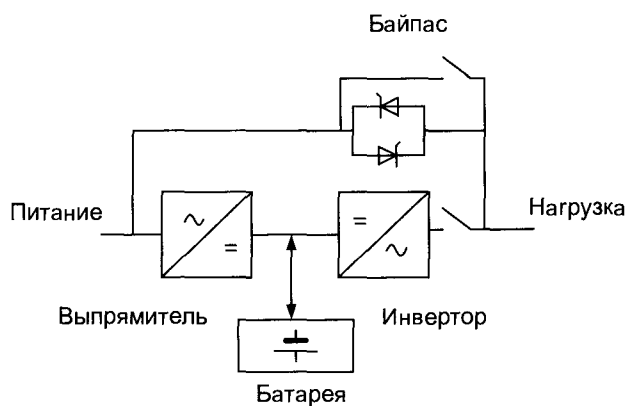 Байпас
Питание
Нагрузка
Выпрямитель
Инвертор
Батарея